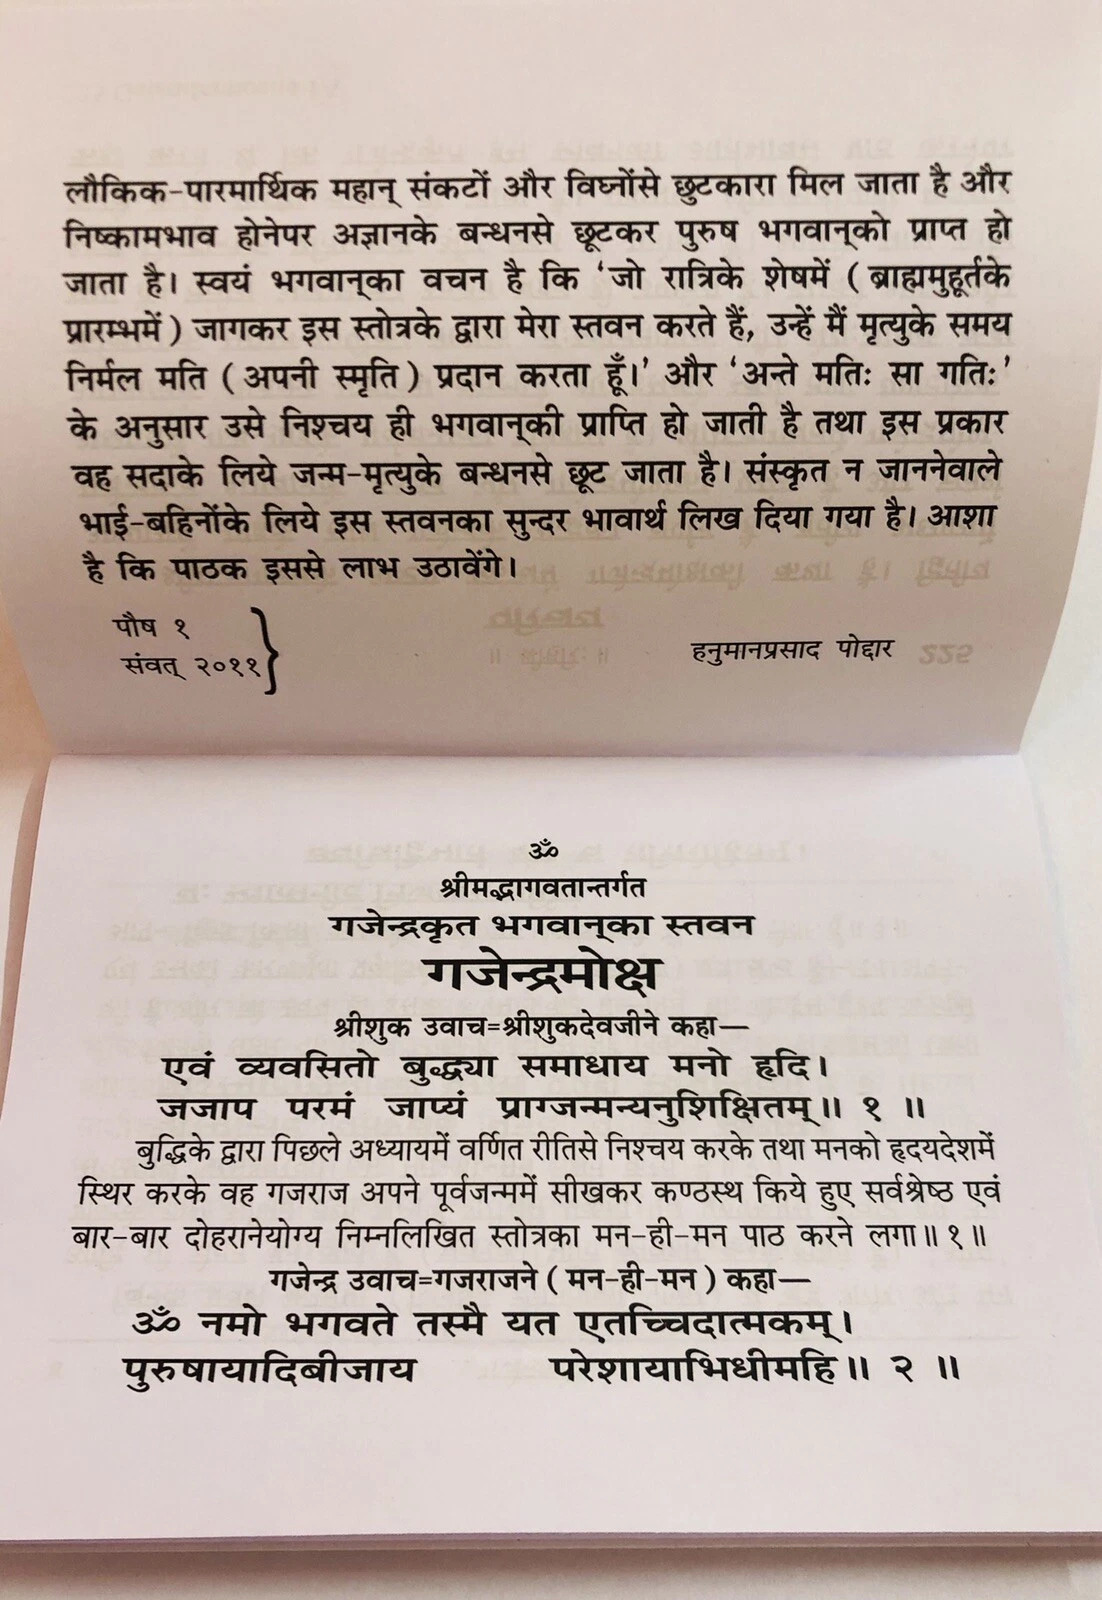 लौकिक-पारमार्थिक महान् संकटों और विघ्नोंसे छुटकारा मिल जाता है और
निष्कामभाव होनेपर अज्ञानके बन्धनसे छूटकर पुरुष भगवान्‌को प्राप्त हो
जाता है। स्वयं भगवान्‌का वचन है कि ‘जो रात्रिके शेषमें ( ब्राह्ममुहूर्तके
प्रारम्भमें ) जागकर इस स्तोत्रके द्वारा मेरा स्तवन करते हैं, उन्हें मैं मृत्युके समय
निर्मल मति ( अपनी स्मृति ) प्रदान करता हूँ।’ और ‘अन्ते मतिः सा गतिः’
के अनुसार उसे निश्चय ही भगवान्‌की प्राप्ति हो जाती है तथा इस प्रकार
वह सदाके लिये जन्म-मृत्युके बन्धनसे छूट जाता है। संस्कृत न जाननेवाले
भाई-बहिनोंके लिये इस स्तवनका सुन्दर भावार्थ लिख दिया गया है। आशा
है कि पाठक इससे लाभ उठावेंगे।
पौष १
संवत् २०११
हनुमानप्रसाद पोद्दार
ॐ
श्रीमद्भागवतान्तर्गत
गजेन्द्रकृत भगवान्‌का स्तवन
गजेन्द्रमोक्ष
श्रीशुक उवाच=श्रीशुकदेवजीने कहा—
एवं व्यवसितो बुद्ध्या समाधाय मनो हृदि।
जजाप परमं जाप्यं प्राग्जन्मन्यनुशिक्षितम्॥ १ ॥
बुद्धिके द्वारा पिछले अध्यायमें वर्णित रीतिसे निश्चय करके तथा मनको हृदयदेशमें
स्थिर करके वह गजराज अपने पूर्वजन्ममें सीखकर कण्ठस्थ किये हुए सर्वश्रेष्ठ एवं
बार-बार दोहरानेयोग्य निम्नलिखित स्तोत्रका मन-ही-मन पाठ करने लगा॥ १॥
गजेन्द्र उवाच=गजराजने ( मन-ही-मन ) कहा—
ॐ नमो भगवते तस्मै यत एतच्चिदात्मकम्।
पुरुषायादिबीजाय परेशायाभिधीमहि॥ २ ॥